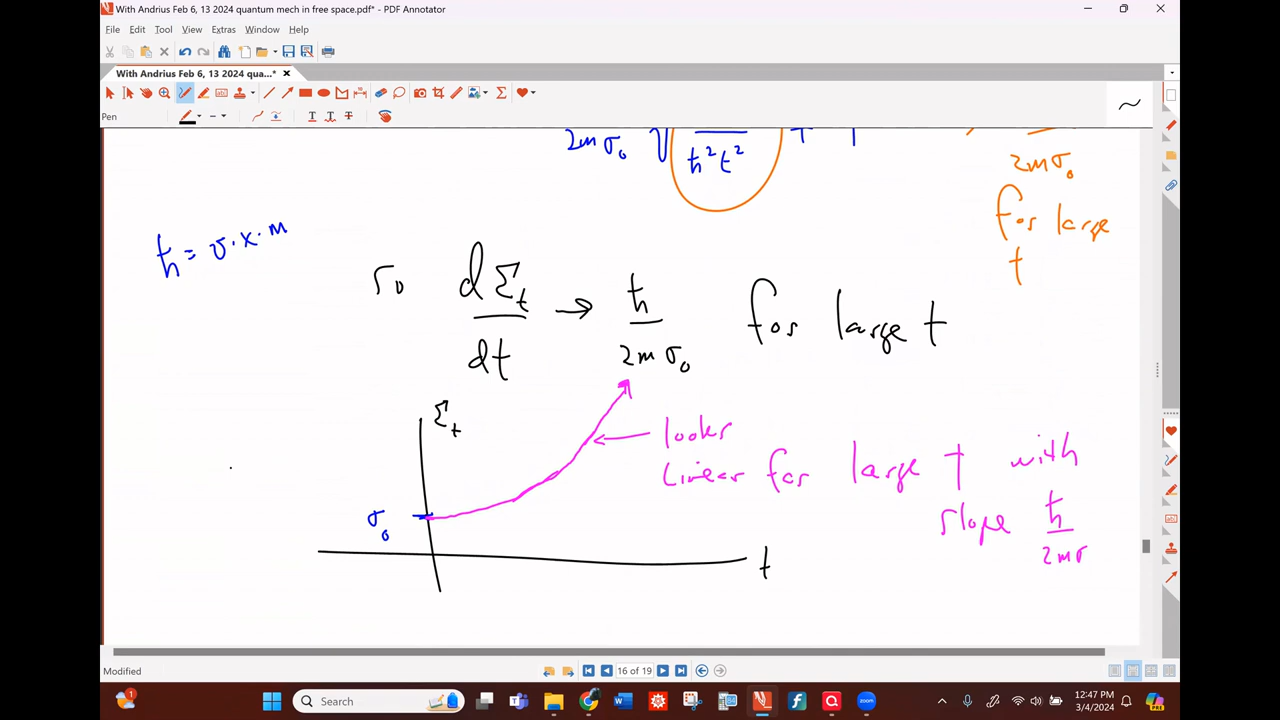 With Andrius Feb 6, 13 2024 quantum mech in free space.pdf* - PDF Annotator
File Edit Tool View Extras Window Help
With Andrius Feb 6, 13 2024 qua...*
Pen
2mσ₀ √ ħ²t² + 1
2mσ₀
for large
t
ħ = v·x·m
so dΣₜ/dt → ħ/2mσ₀ for large t
Σₜ
looks
linear for large t with
slope ħ/2mσ
σ₀
t
Modified
16 of 19
1
Search
12:47 PM
3/4/2024